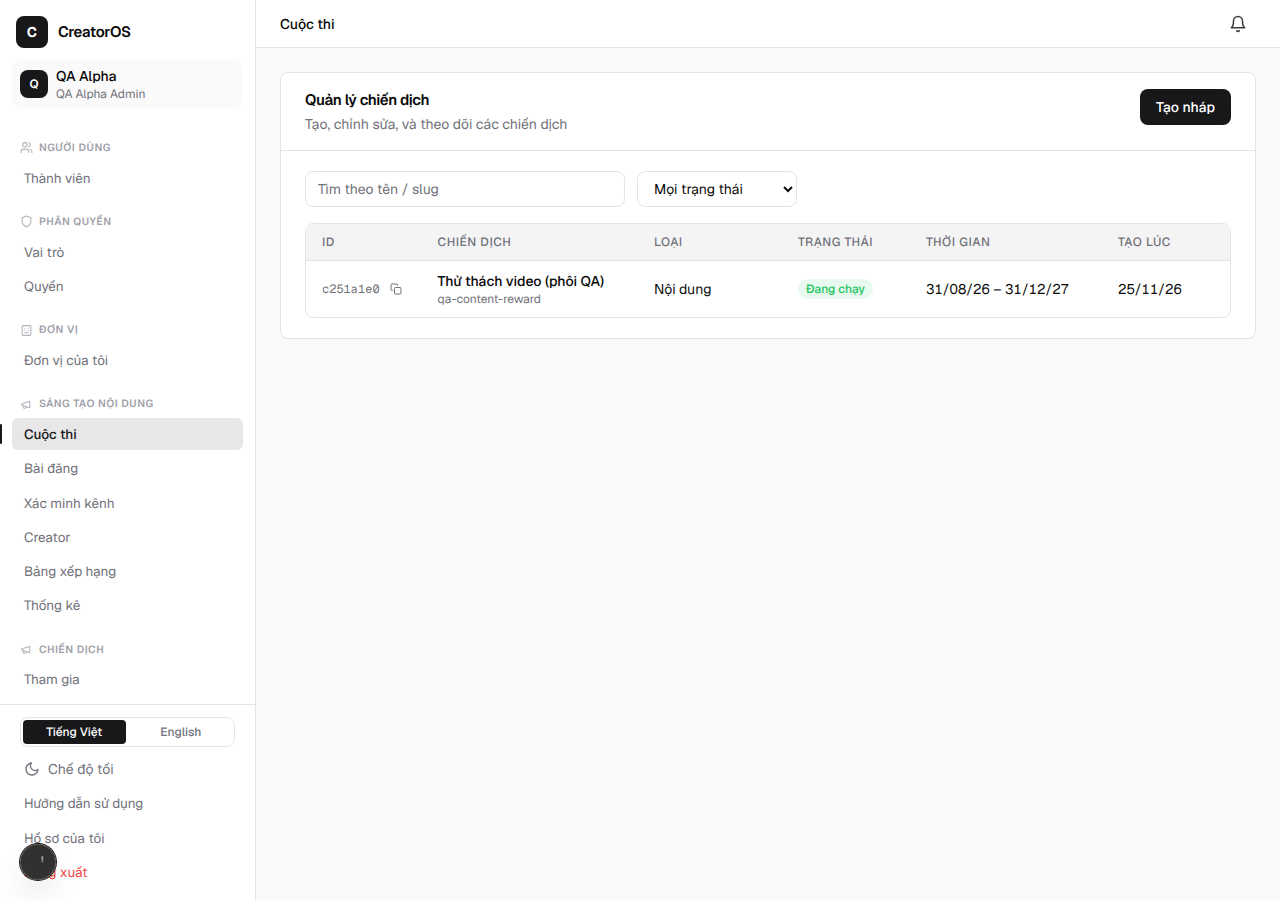 C CreatorOS
Q QA Alpha
QA Alpha Admin
NGƯỜI DÙNG
Thành viên
PHÂN QUYỀN
Vai trò
Quyền
ĐƠN VỊ
Đơn vị của tôi
SÁNG TẠO NỘI DUNG
Cuộc thi
Bài đăng
Xác minh kênh
Creator
Bảng xếp hạng
Thống kê
CHIẾN DỊCH
Tham gia
Tiếng Việt English
Chế độ tối
Hướng dẫn sử dụng
Hồ sơ của tôi
xuất
Cuộc thi
Quản lý chiến dịch
Tạo, chỉnh sửa, và theo dõi các chiến dịch
Tạo nháp
Tìm theo tên / slug Mọi trạng thái
ID CHIẾN DỊCH LOẠI TRẠNG THÁI THỜI GIAN TẠO LÚC
c251a1e0 Thử thách video (phôi QA) Nội dung Đang chạy 31/08/26 – 31/12/27 25/11/26
qa-content-reward